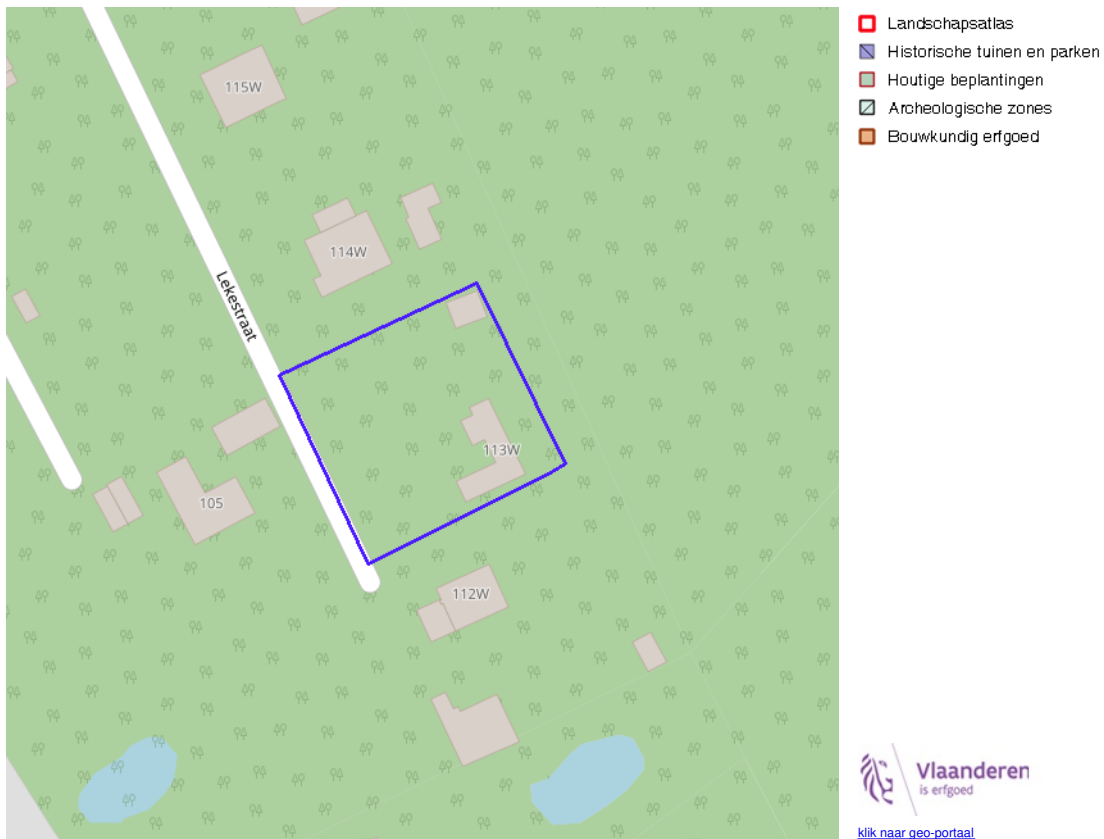 115W
114W
Lekestraat
113W
105
112W
Landschapsatlas
Historische tuinen en parken
Houtige beplantingen
Archeologische zones
Bouwkundig erfgoed
Vlaanderen
is erfgoed
klik naar geo-portaal